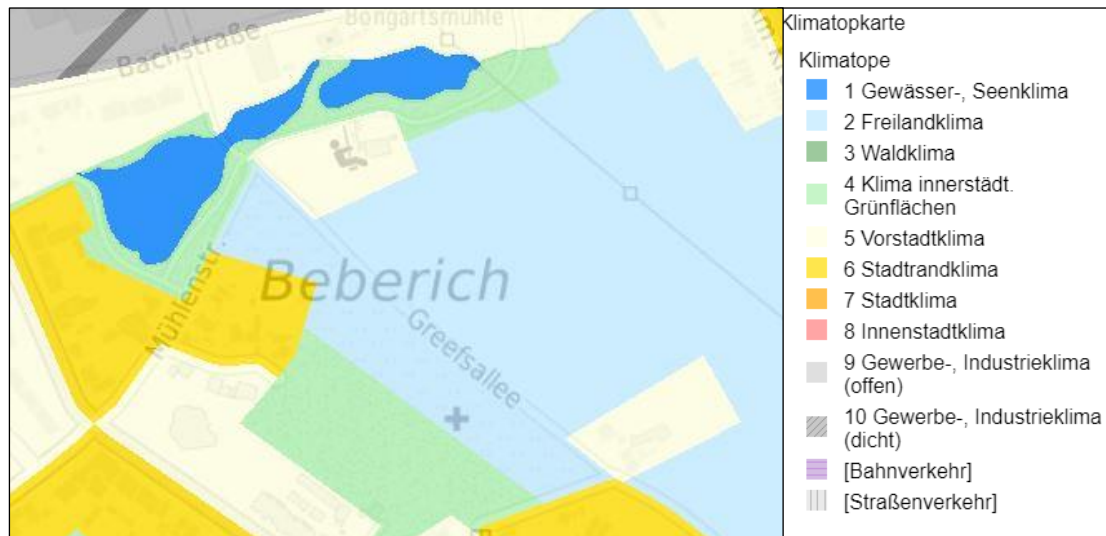 Bongartsmühle
Bachstraße
Mühlenstr.
Beberich
Greefsallee
Klimatopkarte
Klimatope
1 Gewässer-, Seenklima
2 Freilandklima
3 Waldklima
4 Klima innerstädt.
Grünflächen
5 Vorstadtklima
6 Stadtrandklima
7 Stadtklima
8 Innenstadtklima
9 Gewerbe-, Industrieklima
(offen)
10 Gewerbe-, Industrieklima
(dicht)
[Bahnverkehr]
[Straßenverkehr]